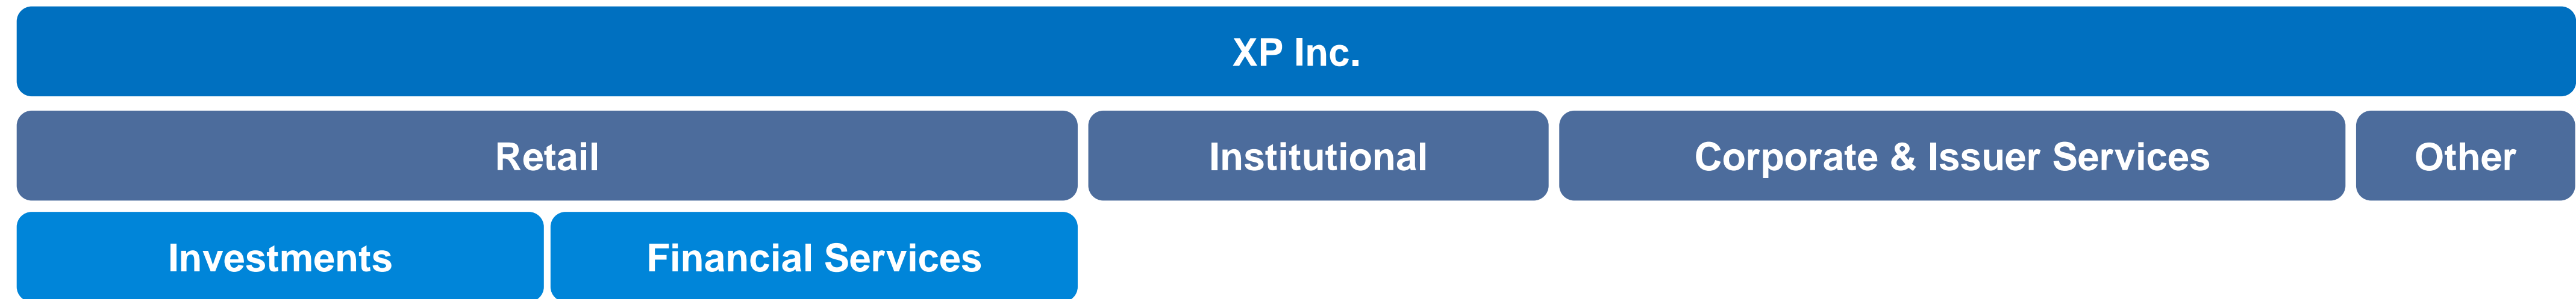 XP Inc.
Retail
Institutional
Corporate & Issuer Services
Other
Investments
Financial Services